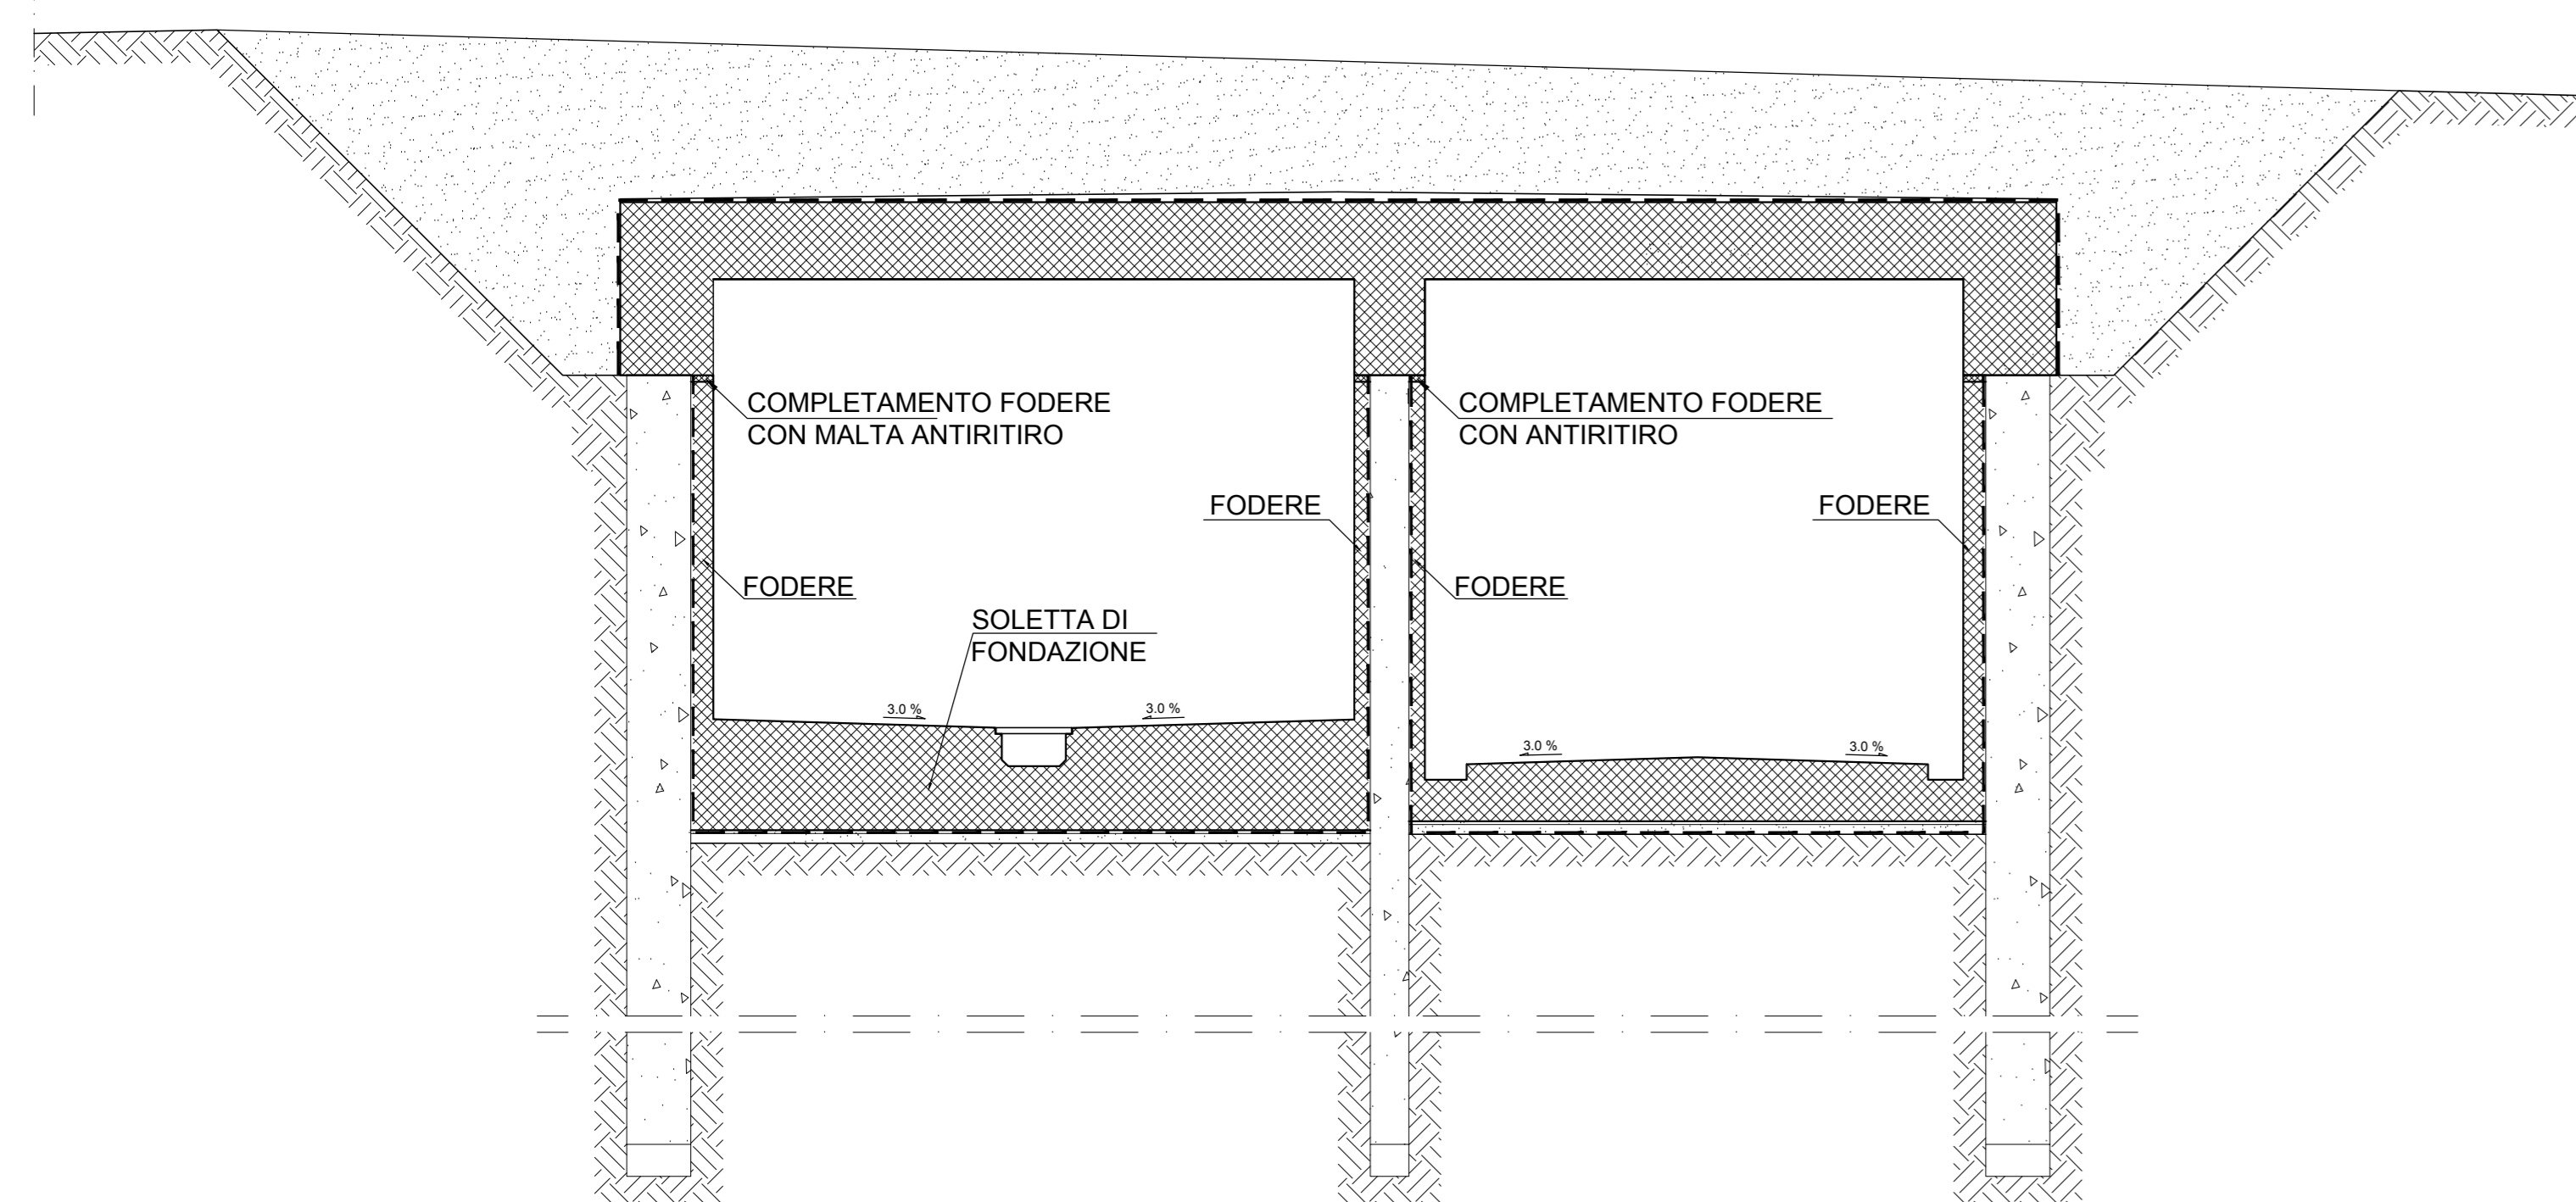 COMPLETAMENTO FODERE
CON MALTA ANTIRITIRO
COMPLETAMENTO FODERE
CON ANTIRITIRO
FODERE
FODERE
FODERE
FODERE
SOLETTA DI
FONDAZIONE
3.0 %
3.0 %
3.0 %
3.0 %